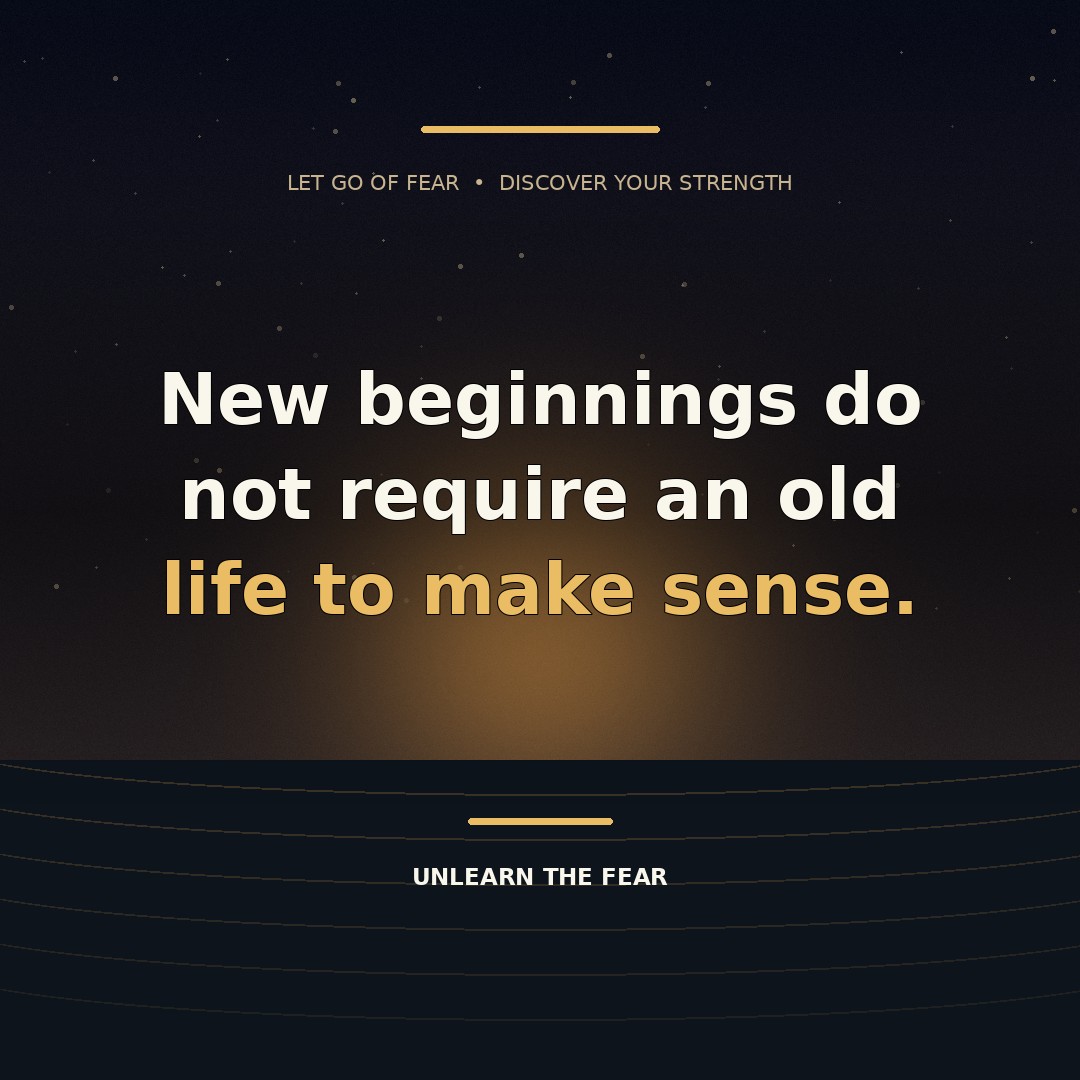 LET GO OF FEAR • DISCOVER YOUR STRENGTH
New beginnings do
not require an old
life to make sense.
UNLEARN THE FEAR